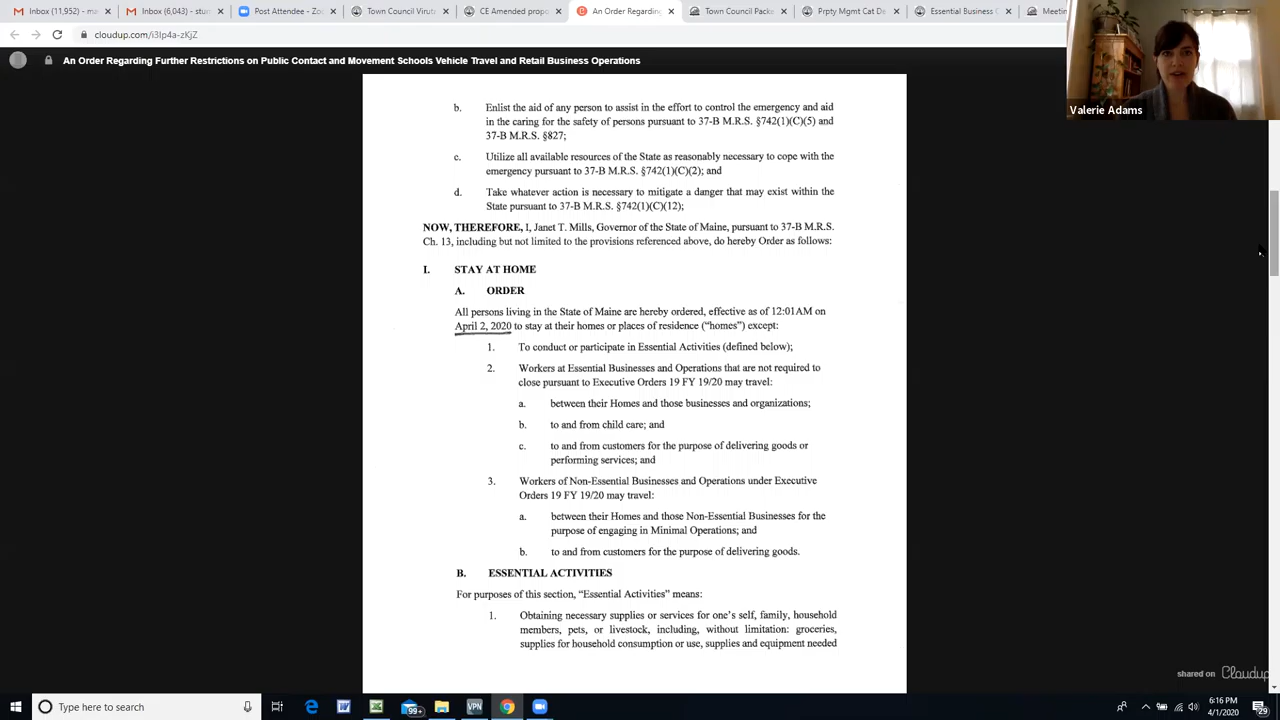 Inbox (11,952) - ma
Inbox (6,043) - stum
Post Attendee - Zoo
An Order Regarding
Town Council Packe
Prpty Mgmt Cat De
Essential Business C
Meetin
cloudup.com/i3Ip4a-zKjZ
An Order Regarding Further Restrictions on Public Contact and Movement Schools Vehicle Travel and Retail Business Operations
Valerie Adams
b. Enlist the aid of any person to assist in the effort to control the emergency and aid
in the caring for the safety of persons pursuant to 37-B M.R.S. §742(1)(C)(5) and
37-B M.R.S. §827;
c. Utilize all available resources of the State as reasonably necessary to cope with the
emergency pursuant to 37-B M.R.S. §742(1)(C)(2); and
d. Take whatever action is necessary to mitigate a danger that may exist within the
State pursuant to 37-B M.R.S. §742(1)(C)(12);
NOW, THEREFORE, I, Janet T. Mills, Governor of the State of Maine, pursuant to 37-B M.R.S.
Ch. 13, including but not limited to the provisions referenced above, do hereby Order as follows:
I. STAY AT HOME
A. ORDER
All persons living in the State of Maine are hereby ordered, effective as of 12:01AM on
April 2, 2020 to stay at their homes or places of residence (“homes”) except:
1. To conduct or participate in Essential Activities (defined below);
2. Workers at Essential Businesses and Operations that are not required to
close pursuant to Executive Orders 19 FY 19/20 may travel:
a. between their Homes and those businesses and organizations;
b. to and from child care; and
c. to and from customers for the purpose of delivering goods or
performing services; and
3. Workers of Non-Essential Businesses and Operations under Executive
Orders 19 FY 19/20 may travel:
a. between their Homes and those Non-Essential Businesses for the
purpose of engaging in Minimal Operations; and
b. to and from customers for the purpose of delivering goods.
B. ESSENTIAL ACTIVITIES
For purposes of this section, “Essential Activities” means:
1. Obtaining necessary supplies or services for one’s self, family, household
members, pets, or livestock, including, without limitation: groceries,
supplies for household consumption or use, supplies and equipment needed
shared on Cloudup
Type here to search
99+
VPN
6:16 PM
4/1/2020
29